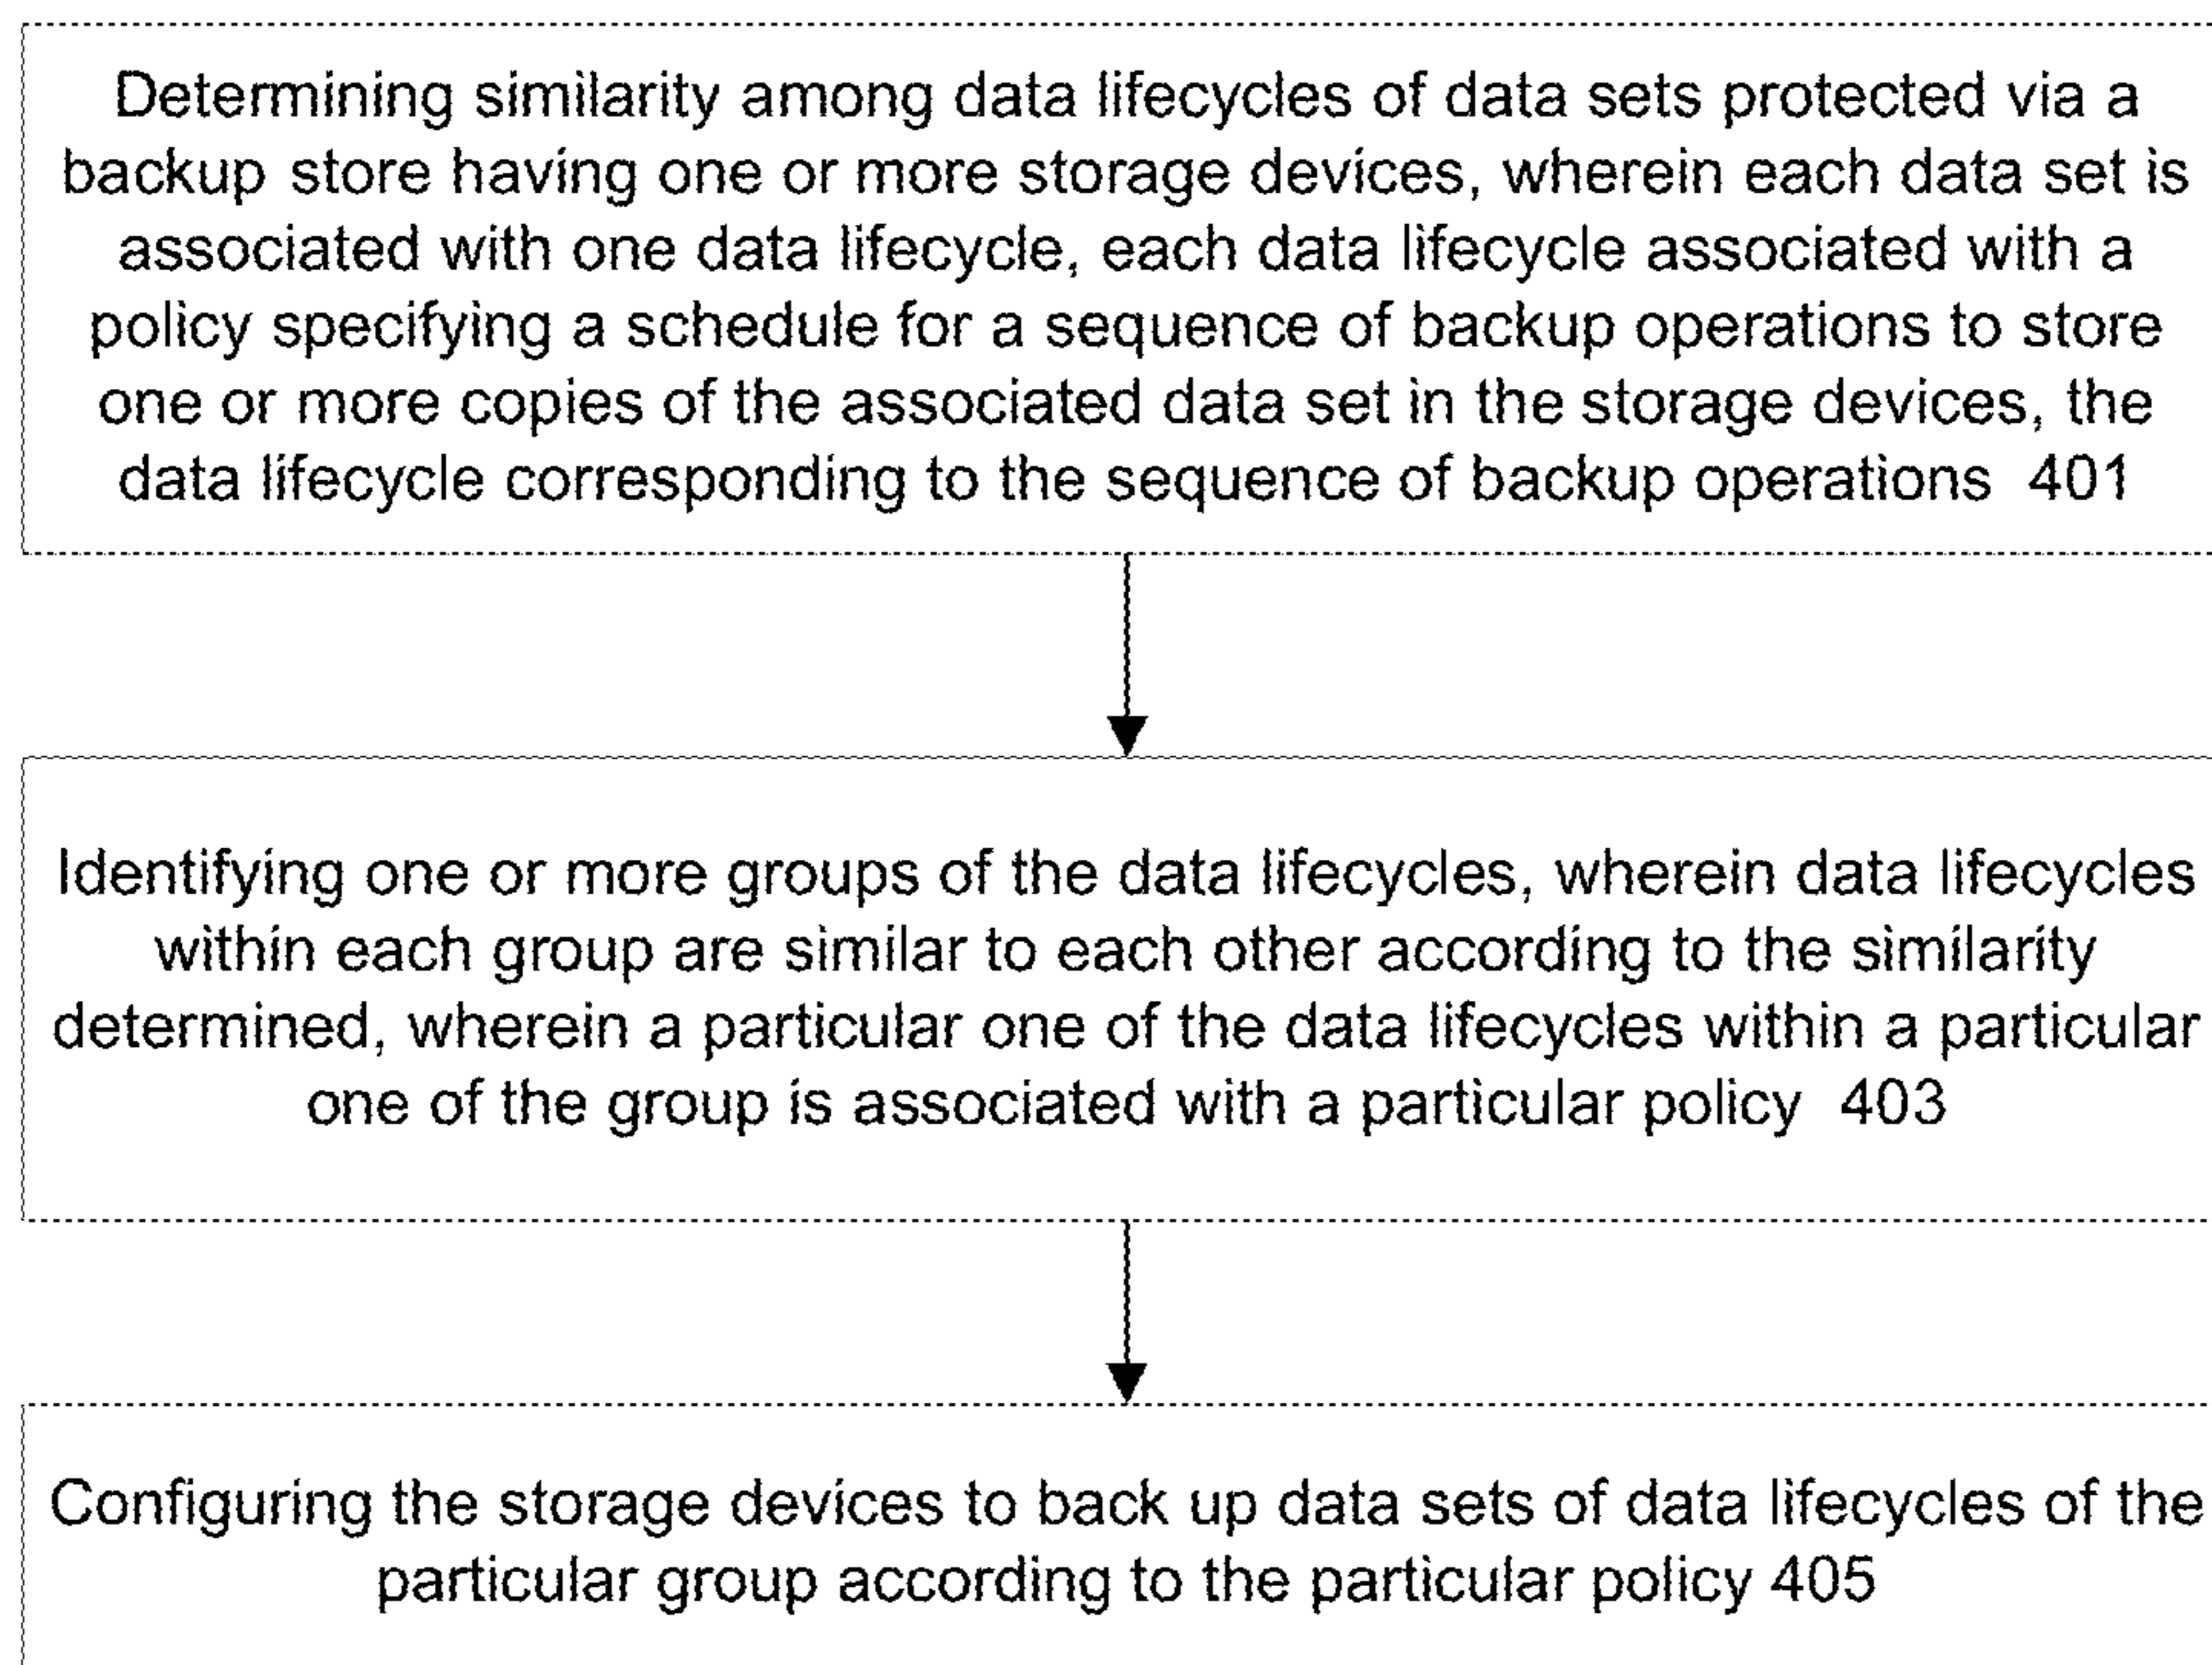 Determining similarity among data lifecycles of data sets protected via a
backup store having one or more storage devices, wherein each data set is
associated with one data lifecycle, each data lifecycle associated with a
policy specifying a schedule for a sequence of backup operations to store
one or more copies of the associated data set in the storage devices, the
data lifecycle corresponding to the sequence of backup operations 401
Identifying one or more groups of the data lifecycles, wherein data lifecycles
within each group are similar to each other according to the similarity
determined, wherein a particular one of the data lifecycles within a particular
one of the group is associated with a particular policy 403
Configuring the storage devices to back up data sets of data lifecycles of the
particular group according to the particular policy 405